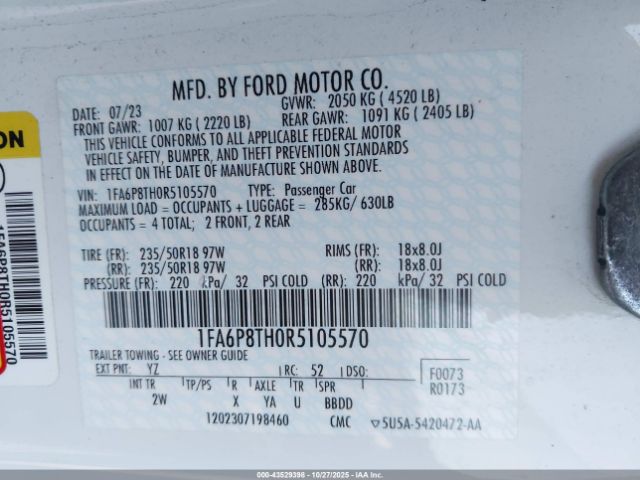 MFD. BY FORD MOTOR CO.
DATE: 07/23 GVWR: 2050 KG ( 4520 LB)
FRONT GAWR: 1007 KG ( 2220 LB) REAR GAWR: 1091 KG ( 2405 LB)
THIS VEHICLE CONFORMS TO ALL APPLICABLE FEDERAL MOTOR
VEHICLE SAFETY, BUMPER, AND THEFT PREVENTION STANDARDS
IN EFFECT ON THE DATE OF MANUFACTURE SHOWN ABOVE.
VIN: 1FA6P8TH0R5105570 TYPE: Passenger Car
MAXIMUM LOAD = OCCUPANTS + LUGGAGE = 285KG/ 630LB
OCCUPANTS = 4 TOTAL; 2 FRONT, 2 REAR
TIRE (FR): 235/50R18 97W RIMS (FR): 18x8.0J
(RR): 235/50R18 97W (RR): 18x8.0J
PRESSURE (FR): 220 kPa/ 32 PSI COLD (RR): 220 kPa/ 32 PSI COLD
1FA6P8TH0R5105570
TRAILER TOWING - SEE OWNER GUIDE
EXT PNT: YZ RC: 52 DSO: F0073
INT TR TP/PS R AXLE TR SPR R0173
2W X YA U BBDD
1202307198460 CMC 5U5A-5420472-AA
ON
1FA6P8TH0R5105570
000-43529398 - 10/27/2025 - IAA Inc.